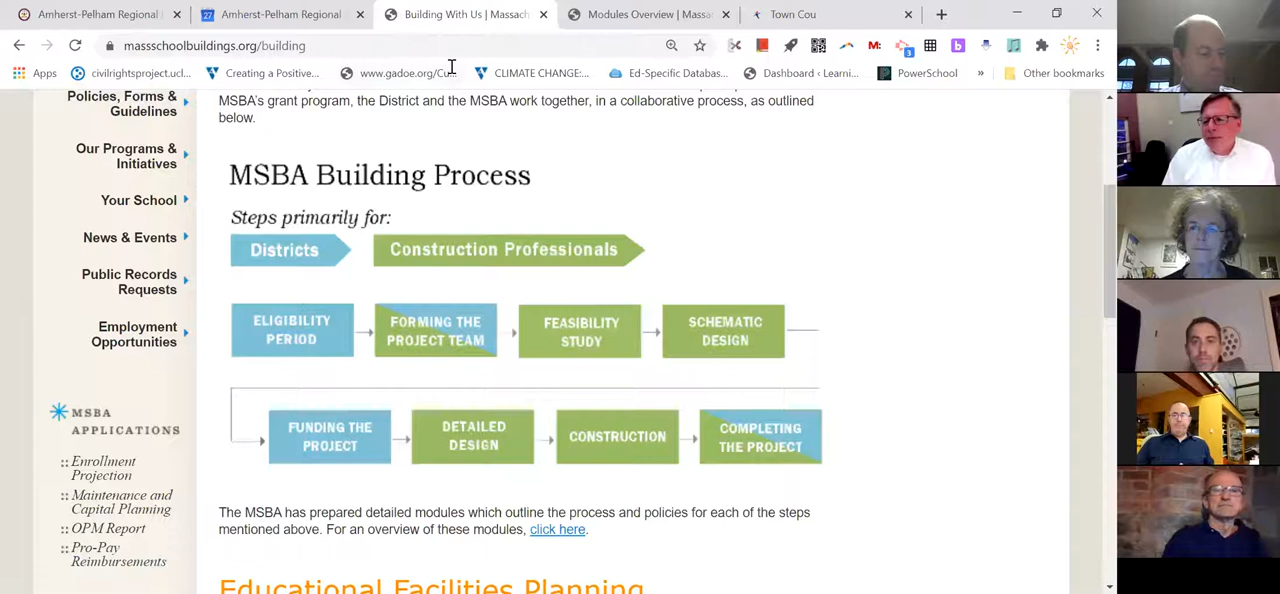 Amherst-Pelham Regional
27
Amherst-Pelham Regional
Building With Us | Massach
Modules Overview | Massa
Town Cou
massschoolbuildings.org/building
M:
3
b
Apps
civilrightsproject.ucl...
Creating a Positive...
www.gadoe.org/Cu
CLIMATE CHANGE:...
Ed-Specific Databas...
Dashboard ‹ Learni...
PowerSchool
»
Other bookmarks
Policies, Forms &
Guidelines
Our Programs &
Initiatives
Your School
News & Events
Public Records
Requests
Employment
Opportunities
MSBA
APPLICATIONS
:: Enrollment
Projection
:: Maintenance and
Capital Planning
:: OPM Report
:: Pro-Pay
Reimbursements
MSBA's grant program, the District and the MSBA work together, in a collaborative process, as outlined
below.
MSBA Building Process
Steps primarily for:
Districts
Construction Professionals
ELIGIBILITY
PERIOD
FORMING THE
PROJECT TEAM
FEASIBILITY
STUDY
SCHEMATIC
DESIGN
FUNDING THE
PROJECT
DETAILED
DESIGN
CONSTRUCTION
COMPLETING
THE PROJECT
The MSBA has prepared detailed modules which outline the process and policies for each of the steps
mentioned above. For an overview of these modules, click here.
Educational Facilities Planning